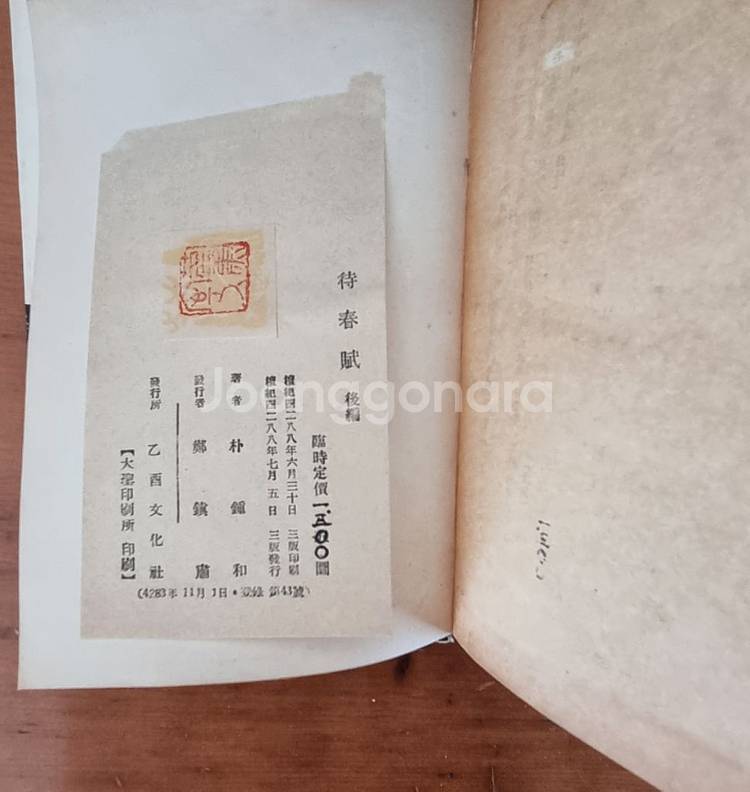 待春賦 後編
臨時定價 一、五〇〇圜
檀紀四二八八年六月三十日 三版印刷
檀紀四二八八年七月 五 日 三版發行
著者 朴鍾和
發行者 鄭鎭肅
發行所 乙酉文化社
【大聖印刷所 印刷】
(4283年 11月 1日·登錄 第43號)
Joonggonara